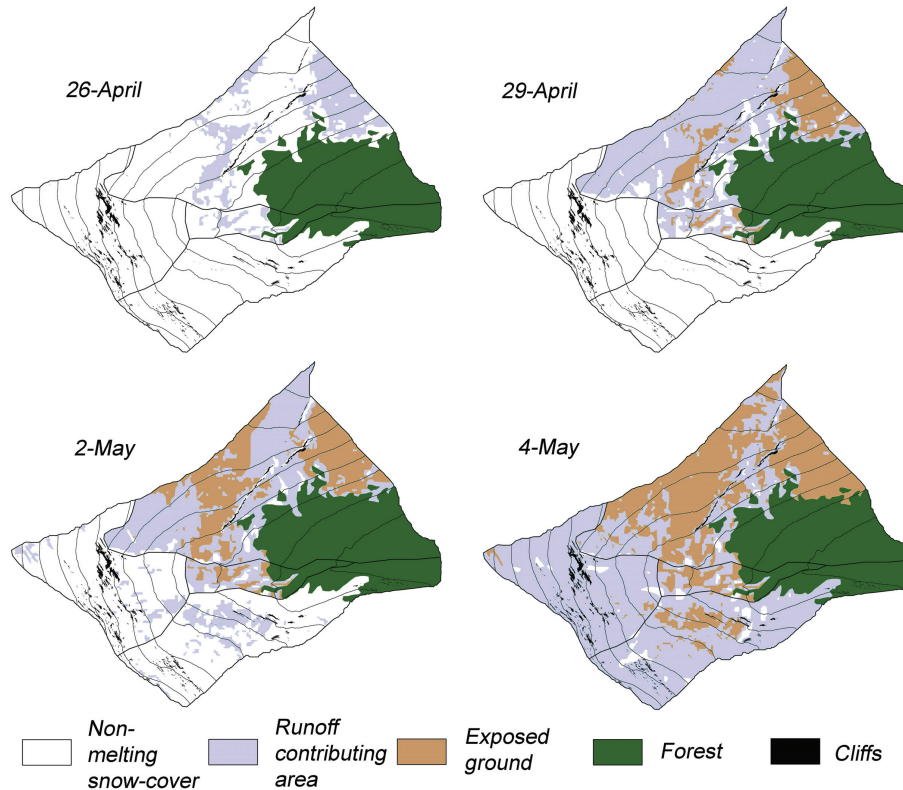 26-April
29-April
2-May
4-May
Non-
melting
snow-cover
Runoff
contributing
area
Exposed
ground
Forest
Cliffs